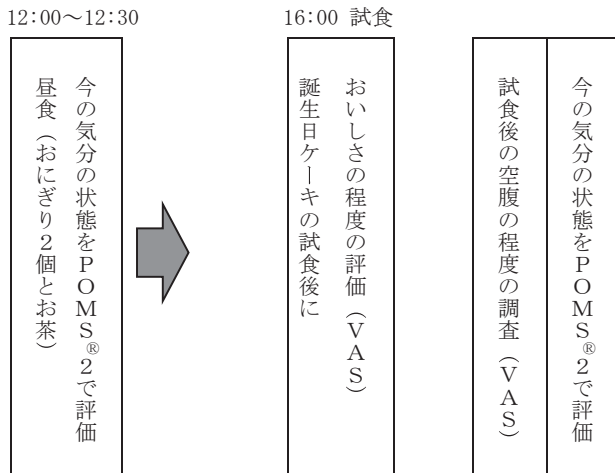 12:00～12:30
今の気分の状態をPOMS®2で評価
昼食（おにぎり2個とお茶）
16:00 試食
おいしさの程度の評価（VAS）
誕生日ケーキの試食後に
今の気分の状態をPOMS®2で評価
試食後の空腹の程度の調査（VAS）